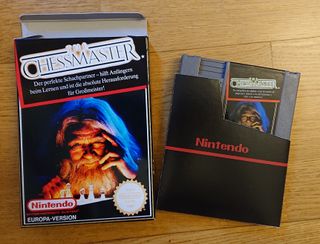 CHESSMASTER
Der perfekte Schachpartner - hilft Anfängern
beim Lernen und ist die absolute Herausforderung
für Großmeister!
Nintendo
EUROPA-VERSION
CHESSMASTER
Nintendo